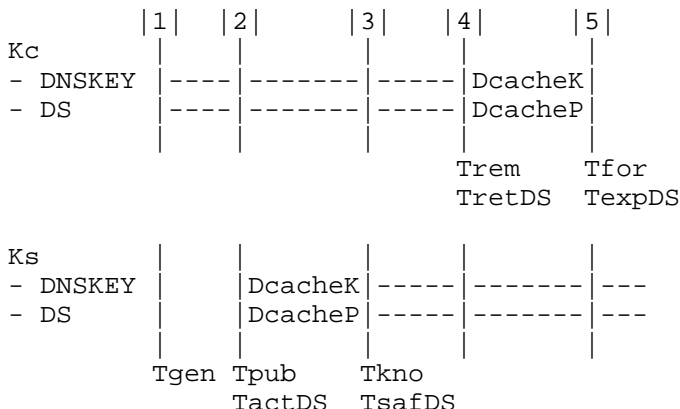 |1| |2| |3| |4| |5|
Kc | | | | |
- DNSKEY |----|-------|-----|DcacheK|
- DS |----|-------|-----|DcacheP|
| | | | |
Trem Tfor
TretDS TexpDS
Ks | | | | |
- DNSKEY | |DcacheK|-----|-------|---
- DS | |DcacheP|-----|-------|---
| | | | |
Tgen Tpub Tkno
TactDS TsafDS